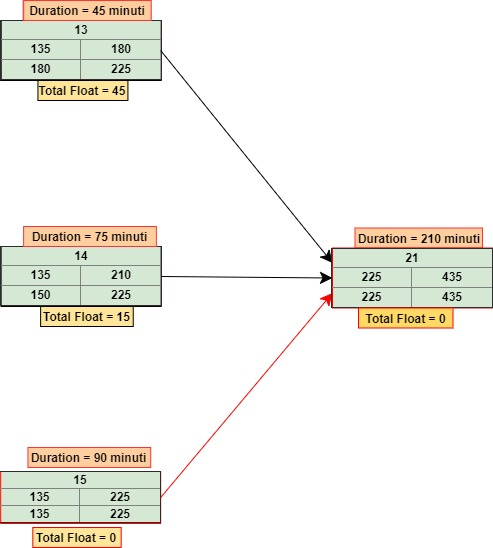 Duration = 45 minuti
13
135 180
180 225
Total Float = 45
Duration = 75 minuti
14
135 210
150 225
Total Float = 15
Duration = 210 minuti
21
225 435
225 435
Total Float = 0
Duration = 90 minuti
15
135 225
135 225
Total Float = 0